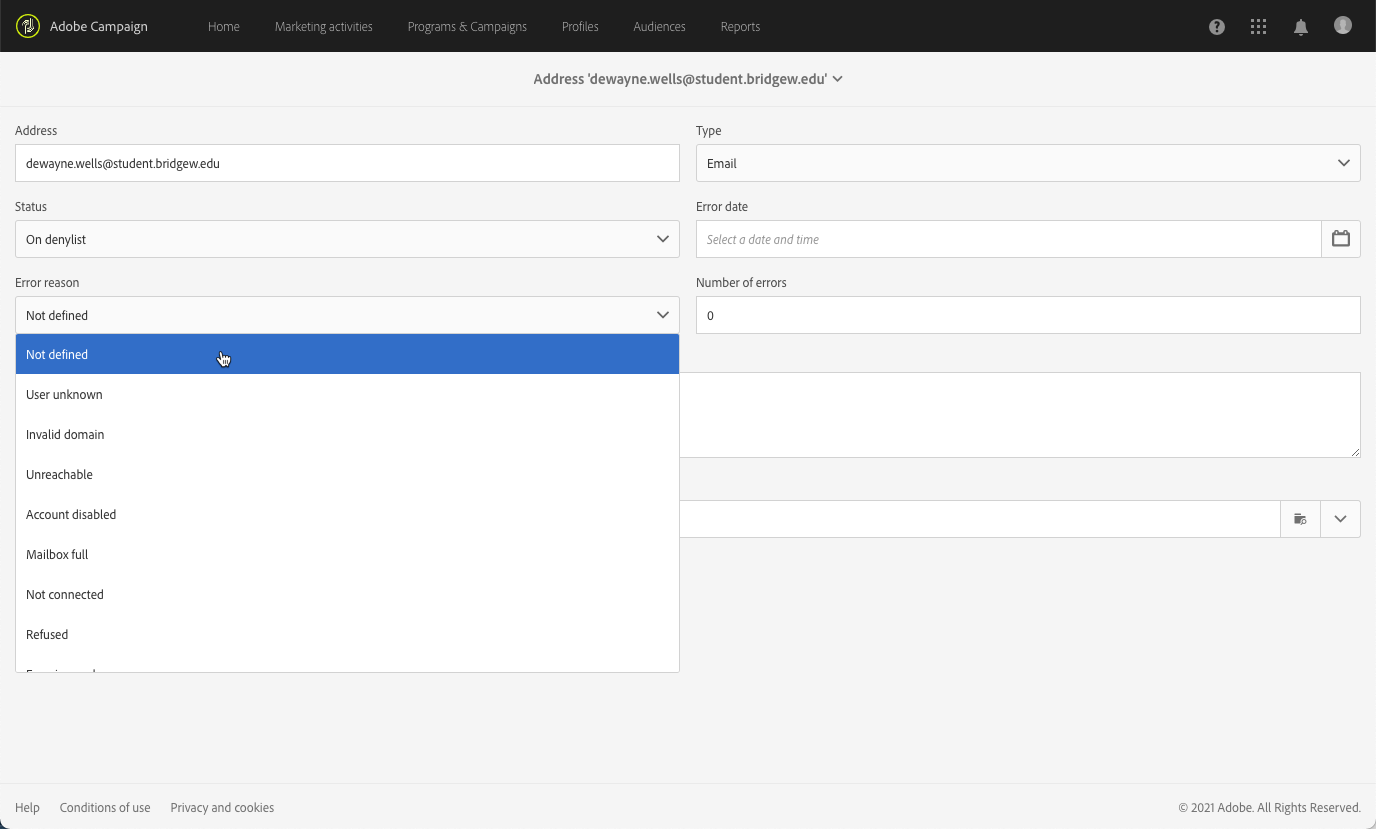 Adobe Campaign Home Marketing activities Programs & Campaigns Profiles Audiences Reports
Address 'dewayne.wells@student.bridgew.edu'
Address
Type
dewayne.wells@student.bridgew.edu
Email
Status
Error date
On denylist
Select a date and time
Error reason
Number of errors
Not defined
0
Not defined
User unknown
Invalid domain
Unreachable
Account disabled
Mailbox full
Not connected
Refused
Help Conditions of use Privacy and cookies
© 2021 Adobe. All Rights Reserved.